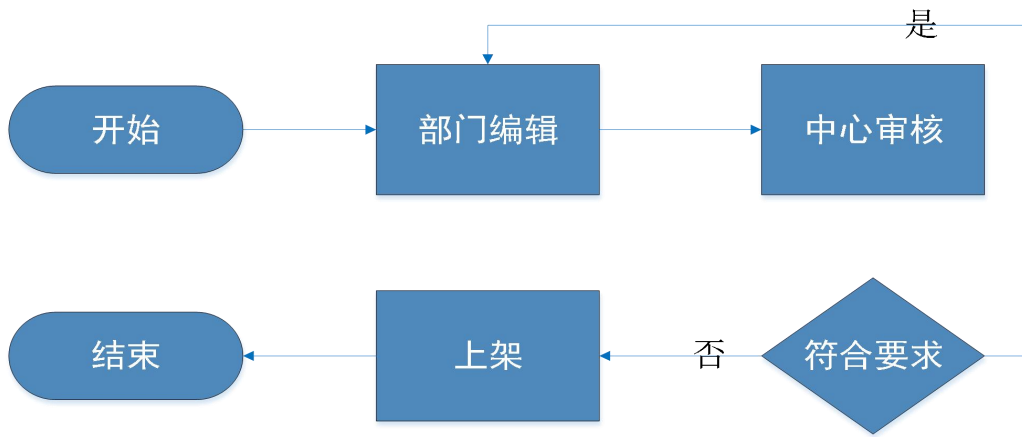 是
开始
部门编辑
中心审核
结束
上架
否
符合要求